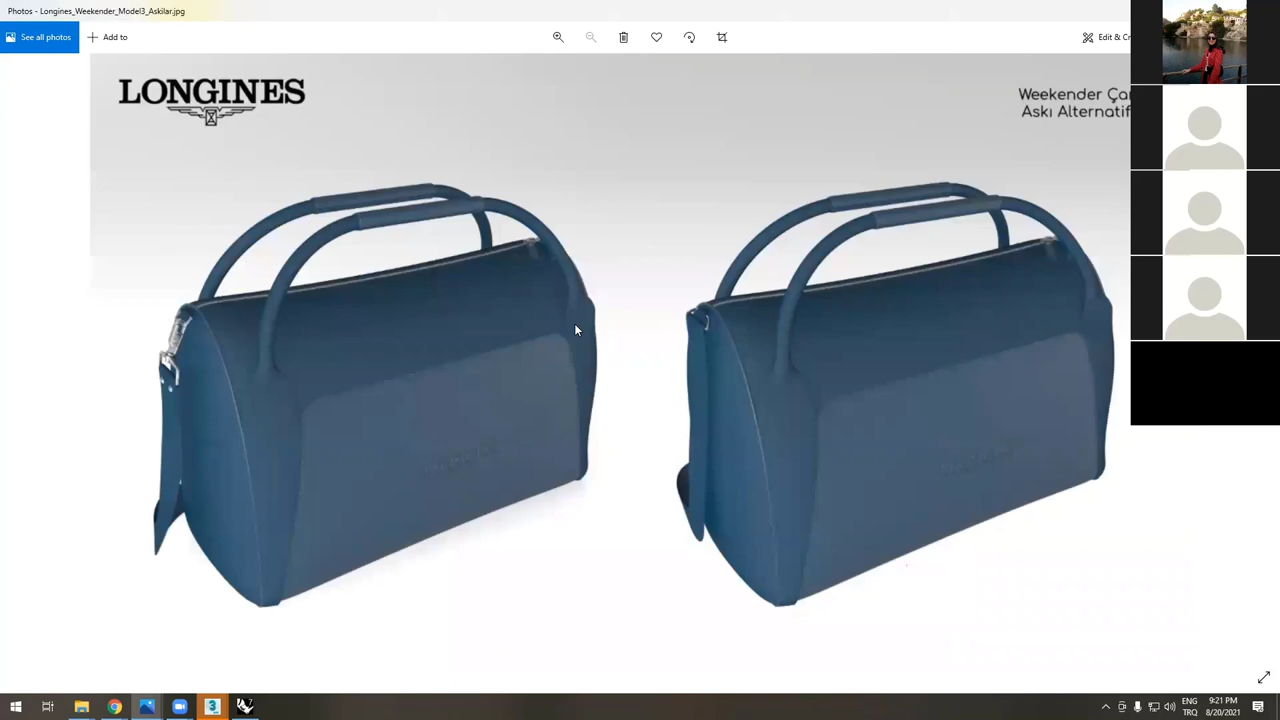 Photos - Longines_Weekender_Model3_Askilar.jpg
See all photos
Add to
Edit & Cr
LONGINES
Weekender Ça
Askı Alternatif
ENG
TRQ
9:21 PM
8/20/2021